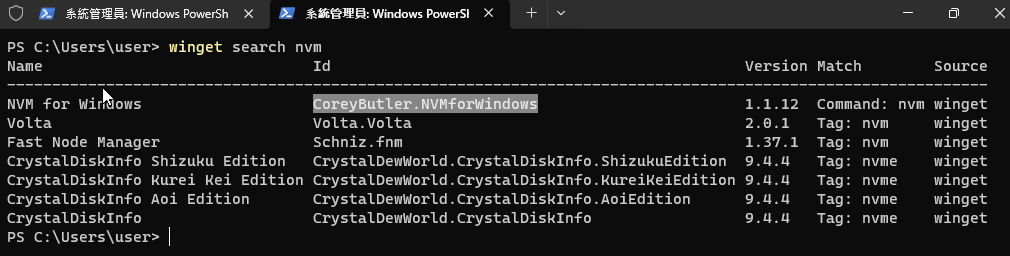 系統管理員: Windows PowerSh
系統管理員: Windows PowerSl
PS C:\Users\user> winget search nvm
Name Id Version Match Source
--------------------------------------------------------------------------------------------------------------
NVM for Windows CoreyButler.NVMforWindows 1.1.12 Command: nvm winget
Volta Volta.Volta 2.0.1 Tag: nvm winget
Fast Node Manager Schniz.fnm 1.37.1 Tag: nvm winget
CrystalDiskInfo Shizuku Edition CrystalDewWorld.CrystalDiskInfo.ShizukuEdition 9.4.4 Tag: nvme winget
CrystalDiskInfo Kurei Kei Edition CrystalDewWorld.CrystalDiskInfo.KureiKeiEdition 9.4.4 Tag: nvme winget
CrystalDiskInfo Aoi Edition CrystalDewWorld.CrystalDiskInfo.AoiEdition 9.4.4 Tag: nvme winget
CrystalDiskInfo CrystalDewWorld.CrystalDiskInfo 9.4.4 Tag: nvme winget
PS C:\Users\user>